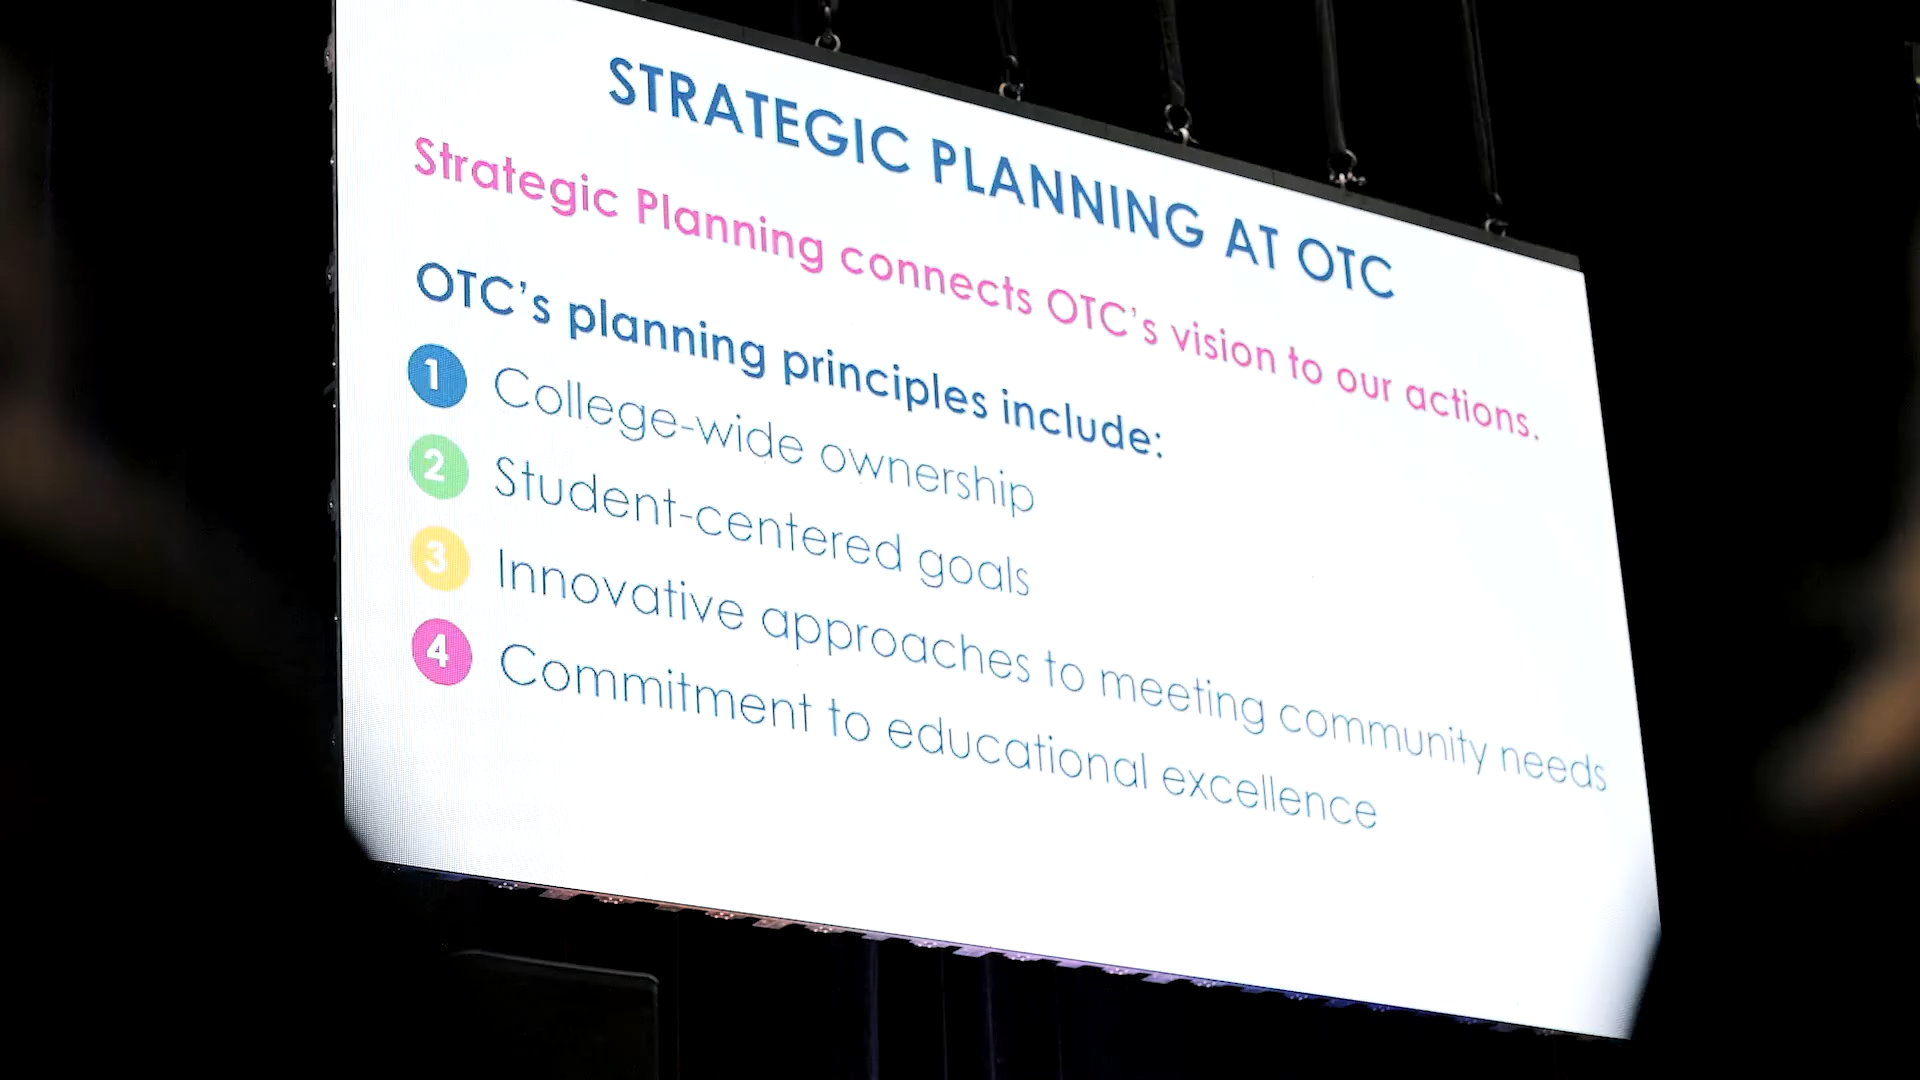 STRATEGIC PLANNING AT OTC
Strategic Planning connects OTC's vision to our actions.
OTC's planning principles include:
1 College-wide ownership
2 Student-centered goals
3 Innovative approaches to meeting community needs
4 Commitment to educational excellence